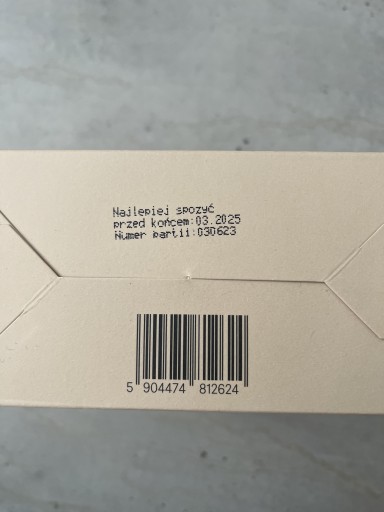 Najlepiej spożyć
przed końcem:03.2025
Numer partii:030623
5 904474 812624